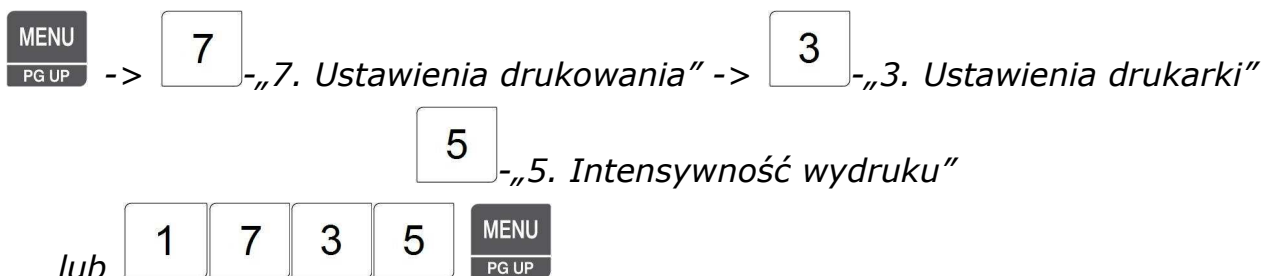 MENU
PG UP -> 7 -„7. Ustawienia drukowania” -> 3 -„3. Ustawienia drukarki”
5 -„5. Intensywność wydruku”
lub 1 7 3 5 MENU
PG UP